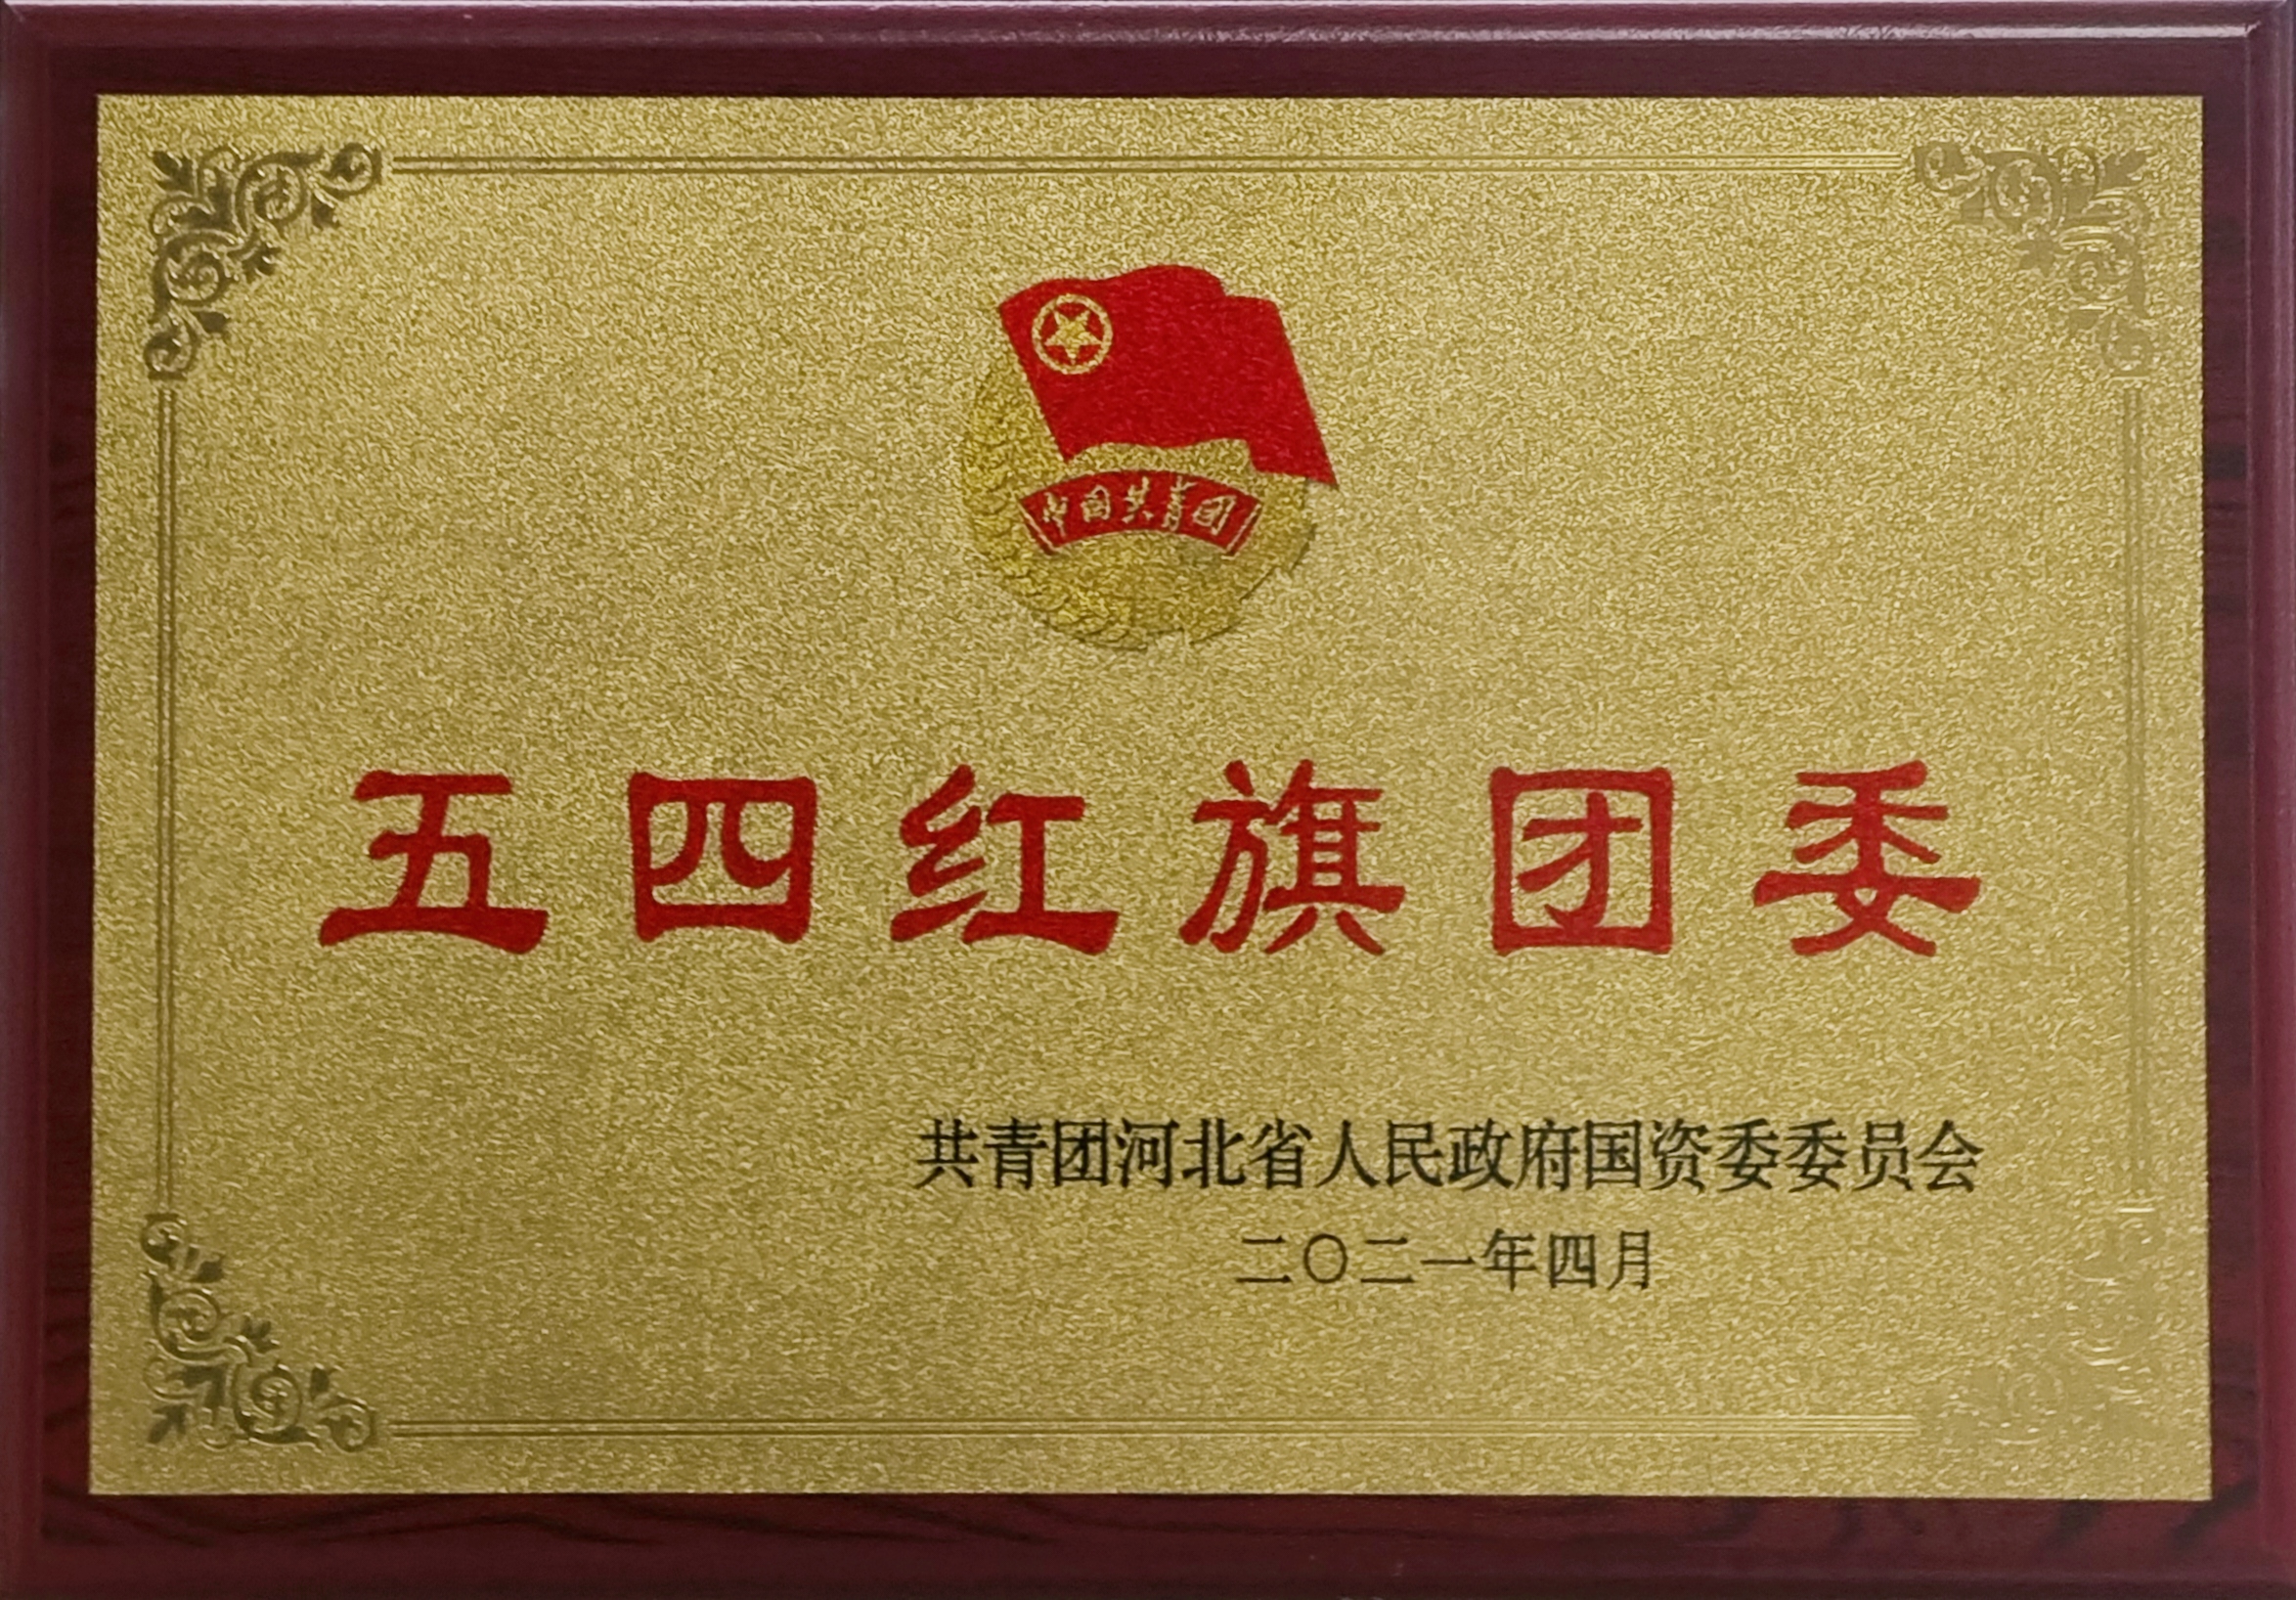 中国共青团
五四红旗团委
共青团河北省人民政府国资委委员会
二〇二一年四月